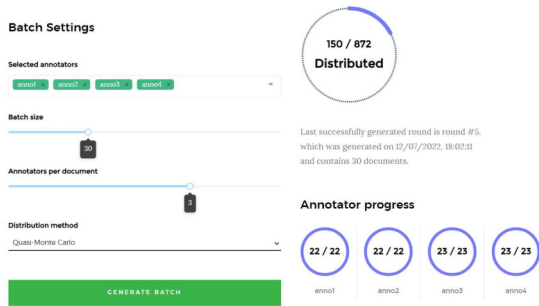 Batch Settings
Selected annotators
anno1 × anno2 × anno3 × anno4 ×
Batch size
30
Annotators per document
3
Distribution method
Quasi-Monte Carlo
GENERATE BATCH
150 / 872
Distributed
Last successfully generated round is round #5,
which was generated on 12/07/2022, 18:02:11
and contains 30 documents.
Annotator progress
22 / 22 22 / 22 23 / 23 23 / 23
anno1 anno2 anno3 anno4